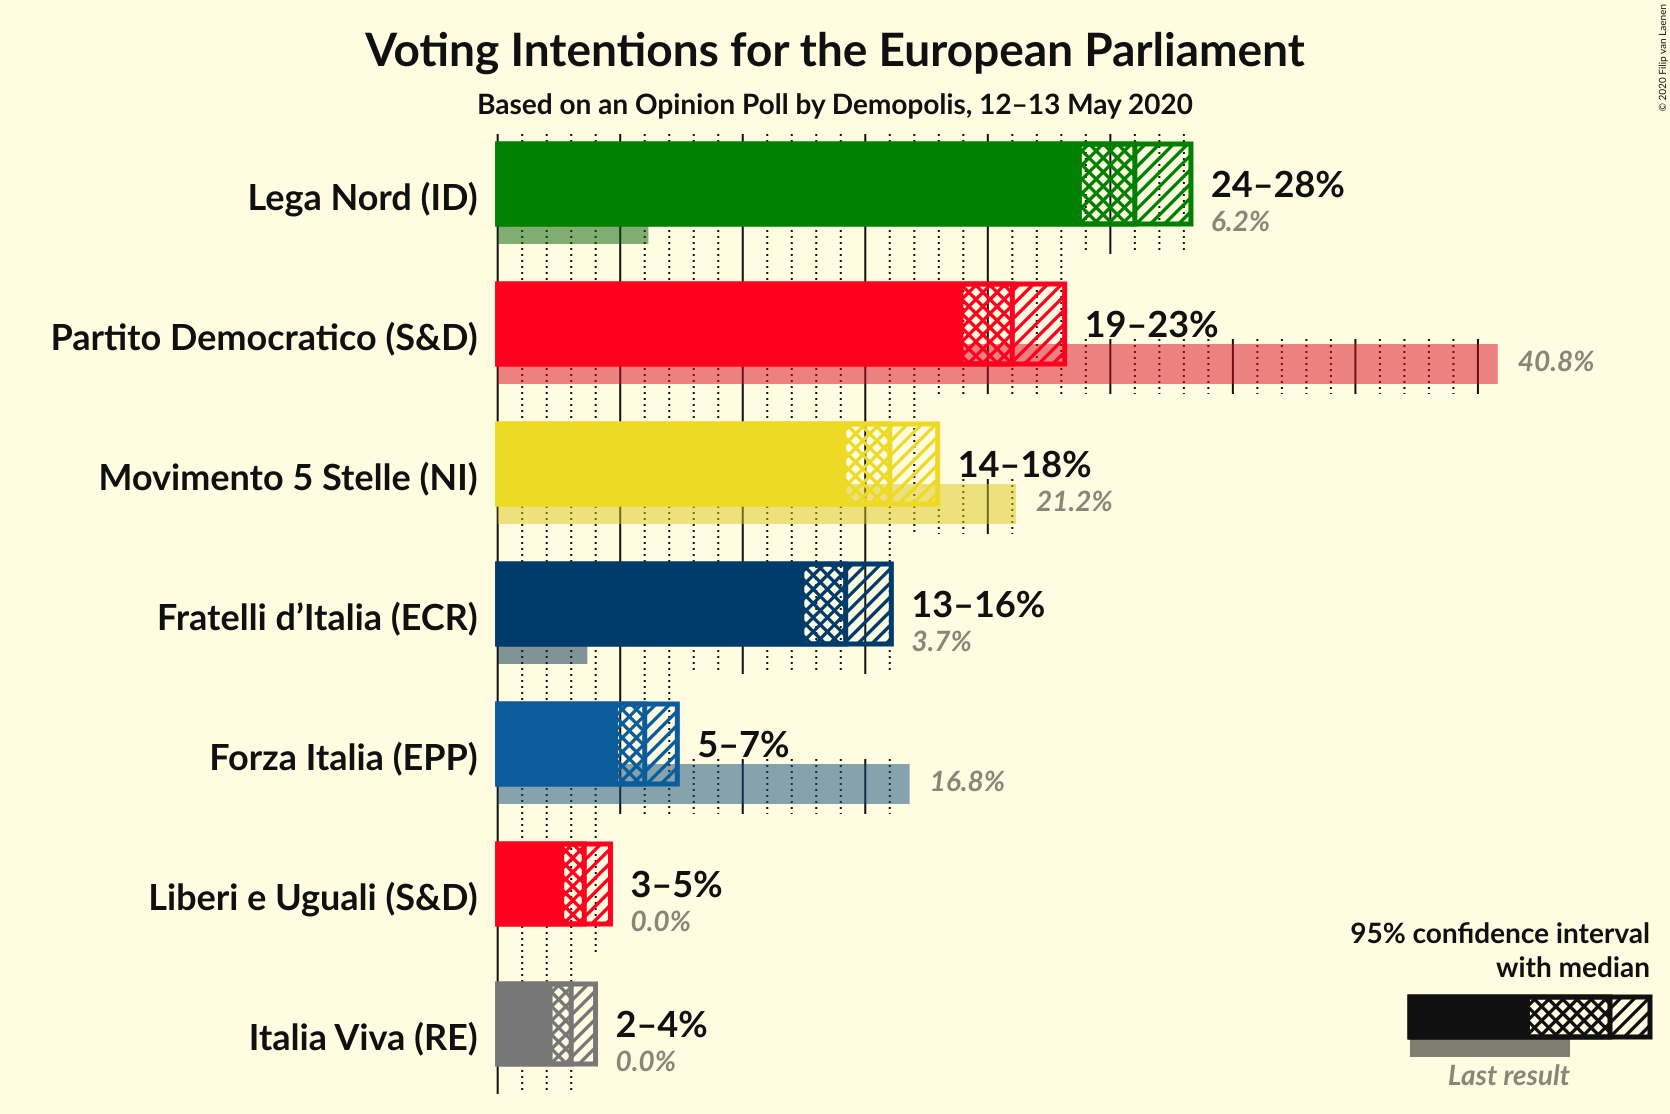 Voting Intentions for the European Parliament
Based on an Opinion Poll by Demopolis, 12–13 May 2020
© 2020 Filip van Laenen
Lega Nord (ID)
24–28%
6.2%
Partito Democratico (S&D)
19–23%
40.8%
Movimento 5 Stelle (NI)
14–18%
21.2%
Fratelli d’Italia (ECR)
13–16%
3.7%
Forza Italia (EPP)
5–7%
16.8%
Liberi e Uguali (S&D)
3–5%
0.0%
Italia Viva (RE)
2–4%
0.0%
95% confidence interval
with median
Last result